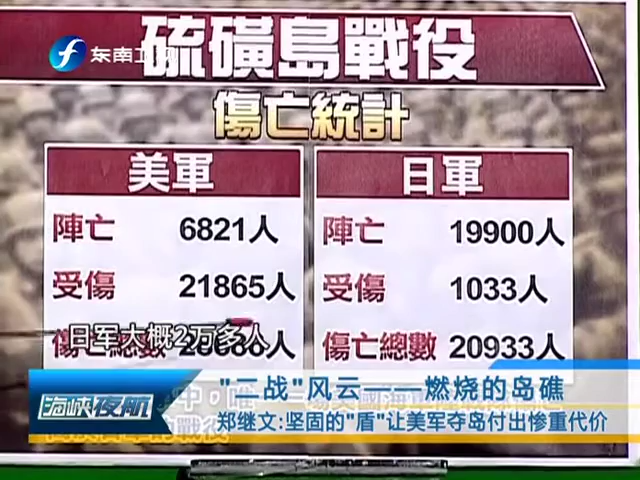 东南
硫磺島戰役
傷亡統計
美軍
陣亡 6821人
受傷 21865人
日軍
陣亡 19900人
受傷 1033人
傷亡總數 20933人
日军大概2万多人
海峡夜航
"二战"风云——燃烧的岛礁
郑继文:坚固的"盾"让美军夺岛付出惨重代价